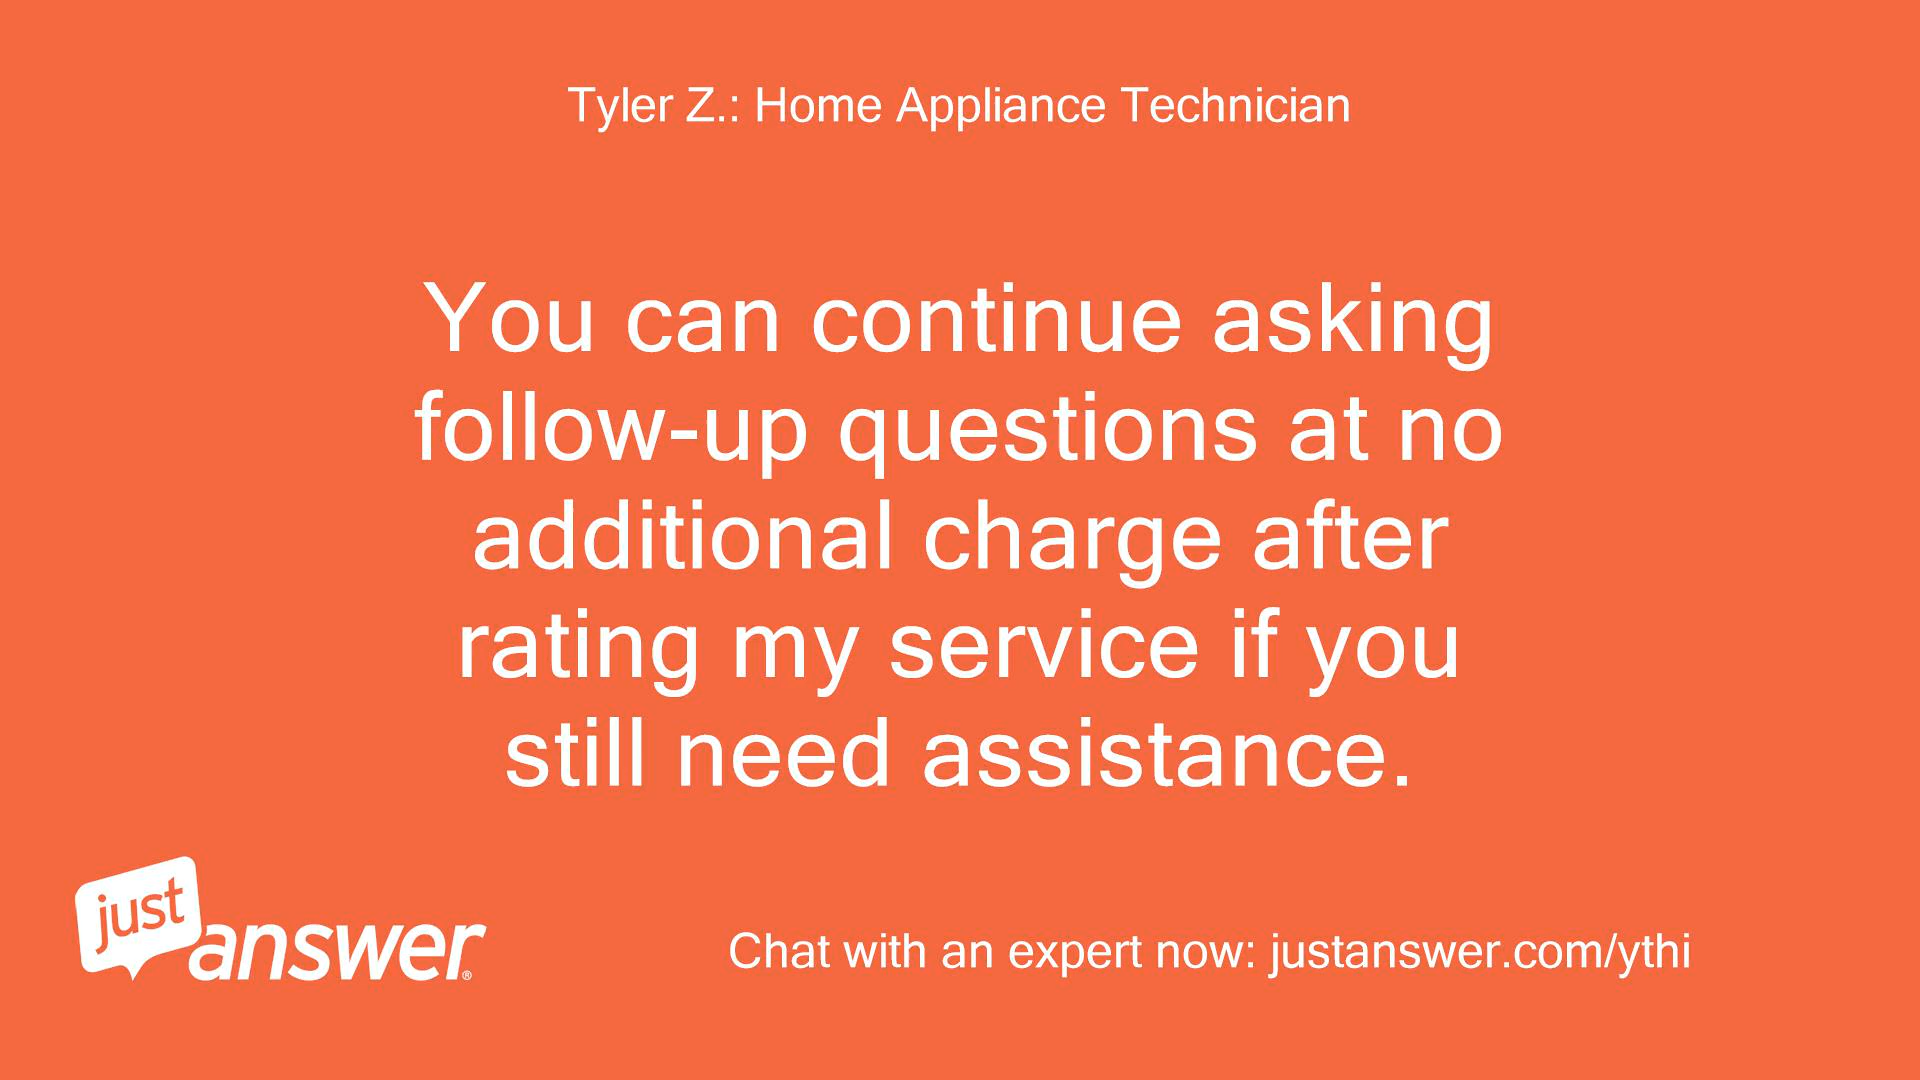 Tyler Z.: Home Appliance Technician
You can continue asking
follow-up questions at no
additional charge after
rating my service if you
still need assistance.
just
answer®
Chat with an expert now: justanswer.com/ythi